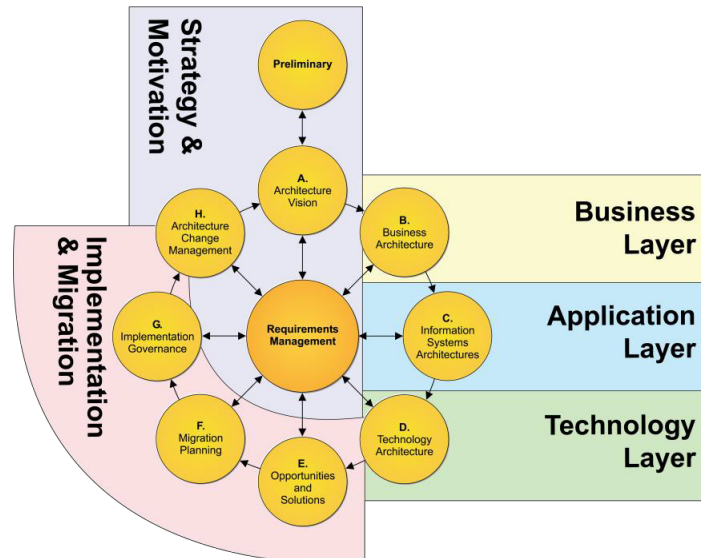 Strategy &
Motivation
Preliminary
A.
Architecture
Vision
H.
Architecture
Change
Management
B.
Business
Architecture
Business
Layer
Implementation
& Migration
G.
Implementation
Governance
Requirements
Management
C.
Information
Systems
Architectures
Application
Layer
F.
Migration
Planning
E.
Opportunities
and
Solutions
D.
Technology
Architecture
Technology
Layer